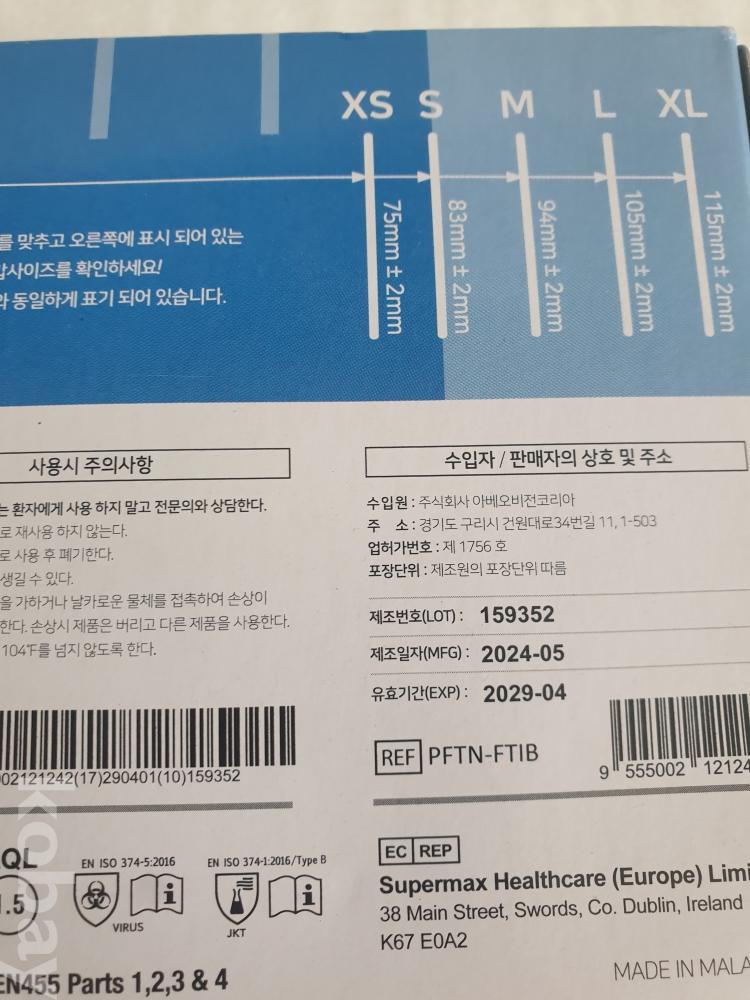 XS S M L XL
75mm ± 2mm
83mm ± 2mm
94mm ± 2mm
105mm ± 2mm
115mm ± 2mm
를 맞추고 오른쪽에 표시 되어 있는
갑사이즈를 확인하세요!
와 동일하게 표기 되어 있습니다.
사용시 주의사항
는 환자에게 사용 하지 말고 전문의와 상담한다.
로 재사용 하지 않는다.
로 사용 후 폐기한다.
생길 수 있다.
을 가하거나 날카로운 물체를 접촉하여 손상이
한다. 손상시 제품은 버리고 다른 제품을 사용한다.
104℉를 넘지 않도록 한다.
수입자 / 판매자의 상호 및 주소
수입원 : 주식회사 아베오비전코리아
주 소 : 경기도 구리시 건원대로34번길 11, 1-503
업허가번호 : 제 1756 호
포장단위 : 제조원의 포장단위 따름
제조번호(LOT) : 159352
제조일자(MFG) : 2024-05
유효기간(EXP) : 2029-04
REF PFTN-FTIB
02121242(17)290401(10)159352
9 555002 12124
QL
1.5
EN ISO 374-5:2016
VIRUS
EN ISO 374-1:2016/Type B
JKT
EN455 Parts 1,2,3 & 4
EC REP
Supermax Healthcare (Europe) Limi
38 Main Street, Swords, Co. Dublin, Ireland
K67 E0A2
MADE IN MALA
kobay